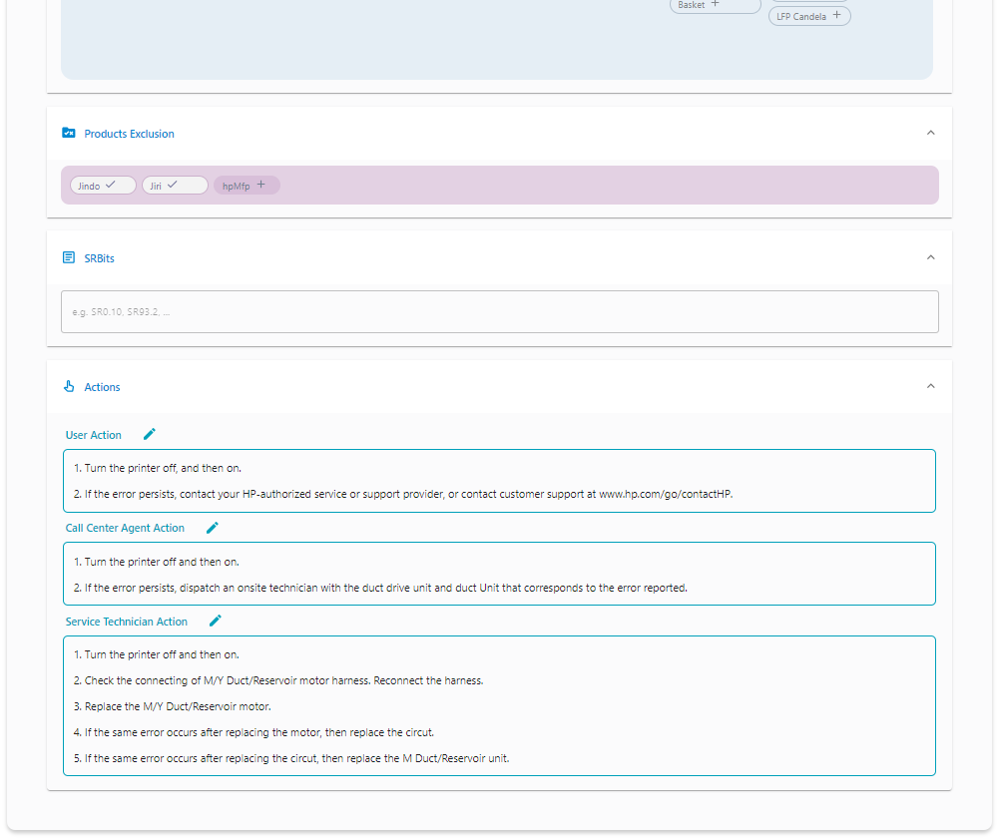 Basket +
LFP Candela +
Products Exclusion
Jindo
Jiri
hpMfp +
SRBits
e.g. SR0.10, SR93.2, ...
Actions
User Action
1. Turn the printer off, and then on.
2. If the error persists, contact your HP-authorized service or support provider, or contact customer support at www.hp.com/go/contactHP.
Call Center Agent Action
1. Turn the printer off and then on.
2. If the error persists, dispatch an onsite technician with the duct drive unit and duct Unit that corresponds to the error reported.
Service Technician Action
1. Turn the printer off and then on.
2. Check the connecting of M/Y Duct/Reservoir motor harness. Reconnect the harness.
3. Replace the M/Y Duct/Reservoir motor.
4. If the same error occurs after replacing the motor, then replace the circut.
5. If the same error occurs after replacing the circut, then replace the M Duct/Reservoir unit.